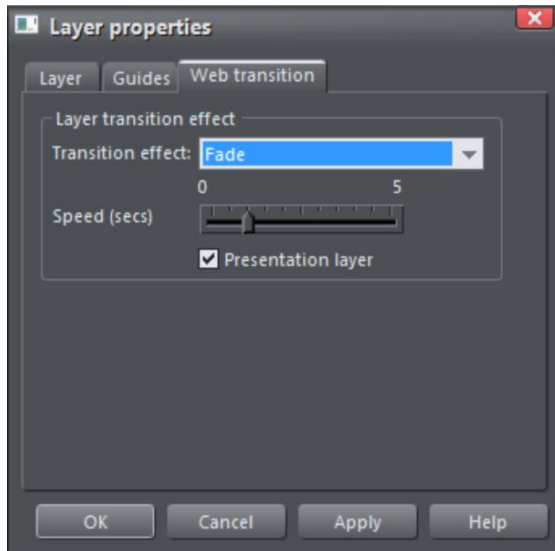 Layer properties
Layer Guides Web transition
Layer transition effect
Transition effect: Fade
0 5
Speed (secs)
Presentation layer
OK Cancel Apply Help